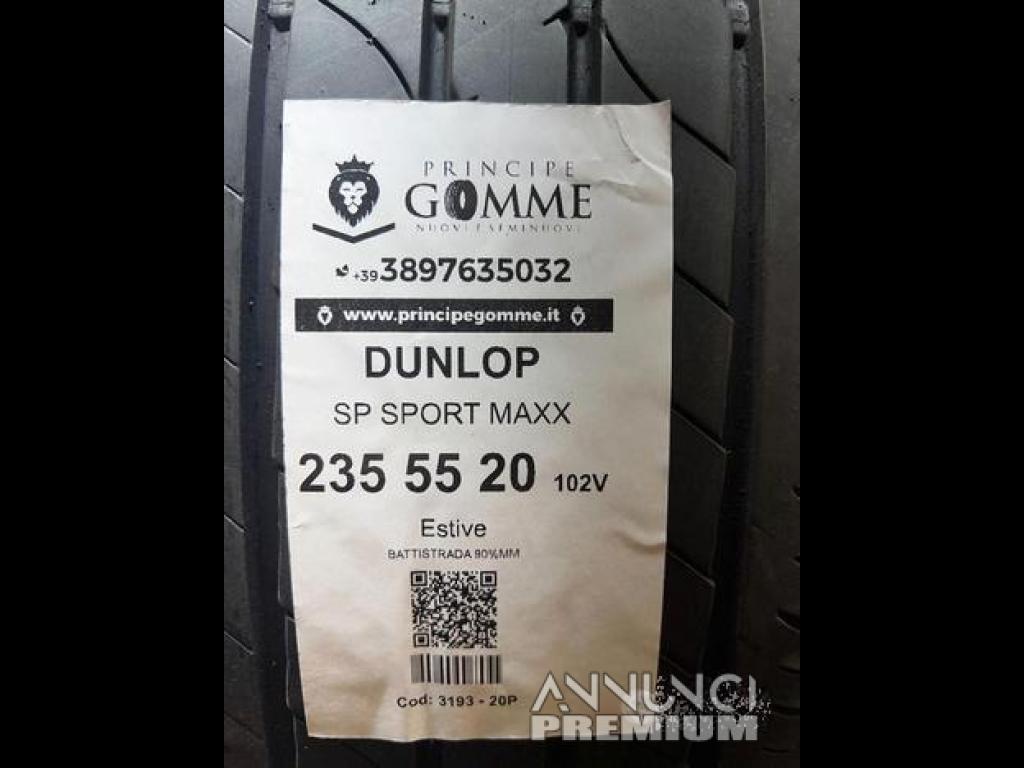 PRINCIPE
GOMME
NUOVI E SEMINUOVI
+39 3897635032
www.principegomme.it
DUNLOP
SP SPORT MAXX
235 55 20 102V
Estive
BATTISTRADA 80%MM
Cod: 3193 - 20P
ANNUNCI
PREMIUM